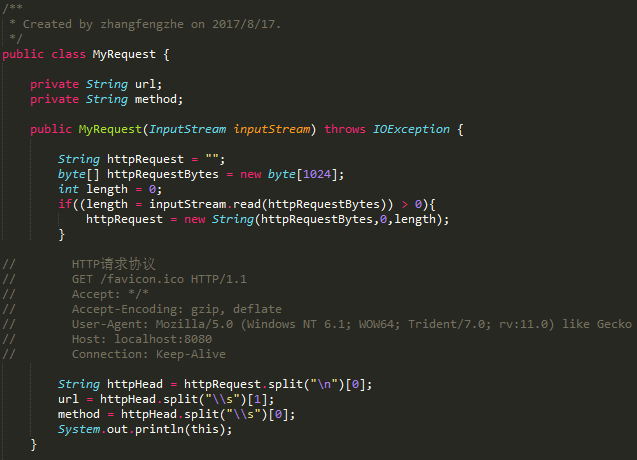 /**
 * Created by zhangfengzhe on 2017/8/17.
 */
public class MyRequest {
    private String url;
    private String method;
    public MyRequest(InputStream inputStream) throws IOException {
        String httpRequest = "";
        byte[] httpRequestBytes = new byte[1024];
        int length = 0;
        if((length = inputStream.read(httpRequestBytes)) > 0){
            httpRequest = new String(httpRequestBytes,0,length);
        }
//        HTTP请求协议
//        GET /favicon.ico HTTP/1.1
//        Accept: */*
//        Accept-Encoding: gzip, deflate
//        User-Agent: Mozilla/5.0 (Windows NT 6.1; WOW64; Trident/7.0; rv:11.0) like Gecko
//        Host: localhost:8080
//        Connection: Keep-Alive
        String httpHead = httpRequest.split("\n")[0];
        url = httpHead.split("\\s")[1];
        method = httpHead.split("\\s")[0];
        System.out.println(this);
    }